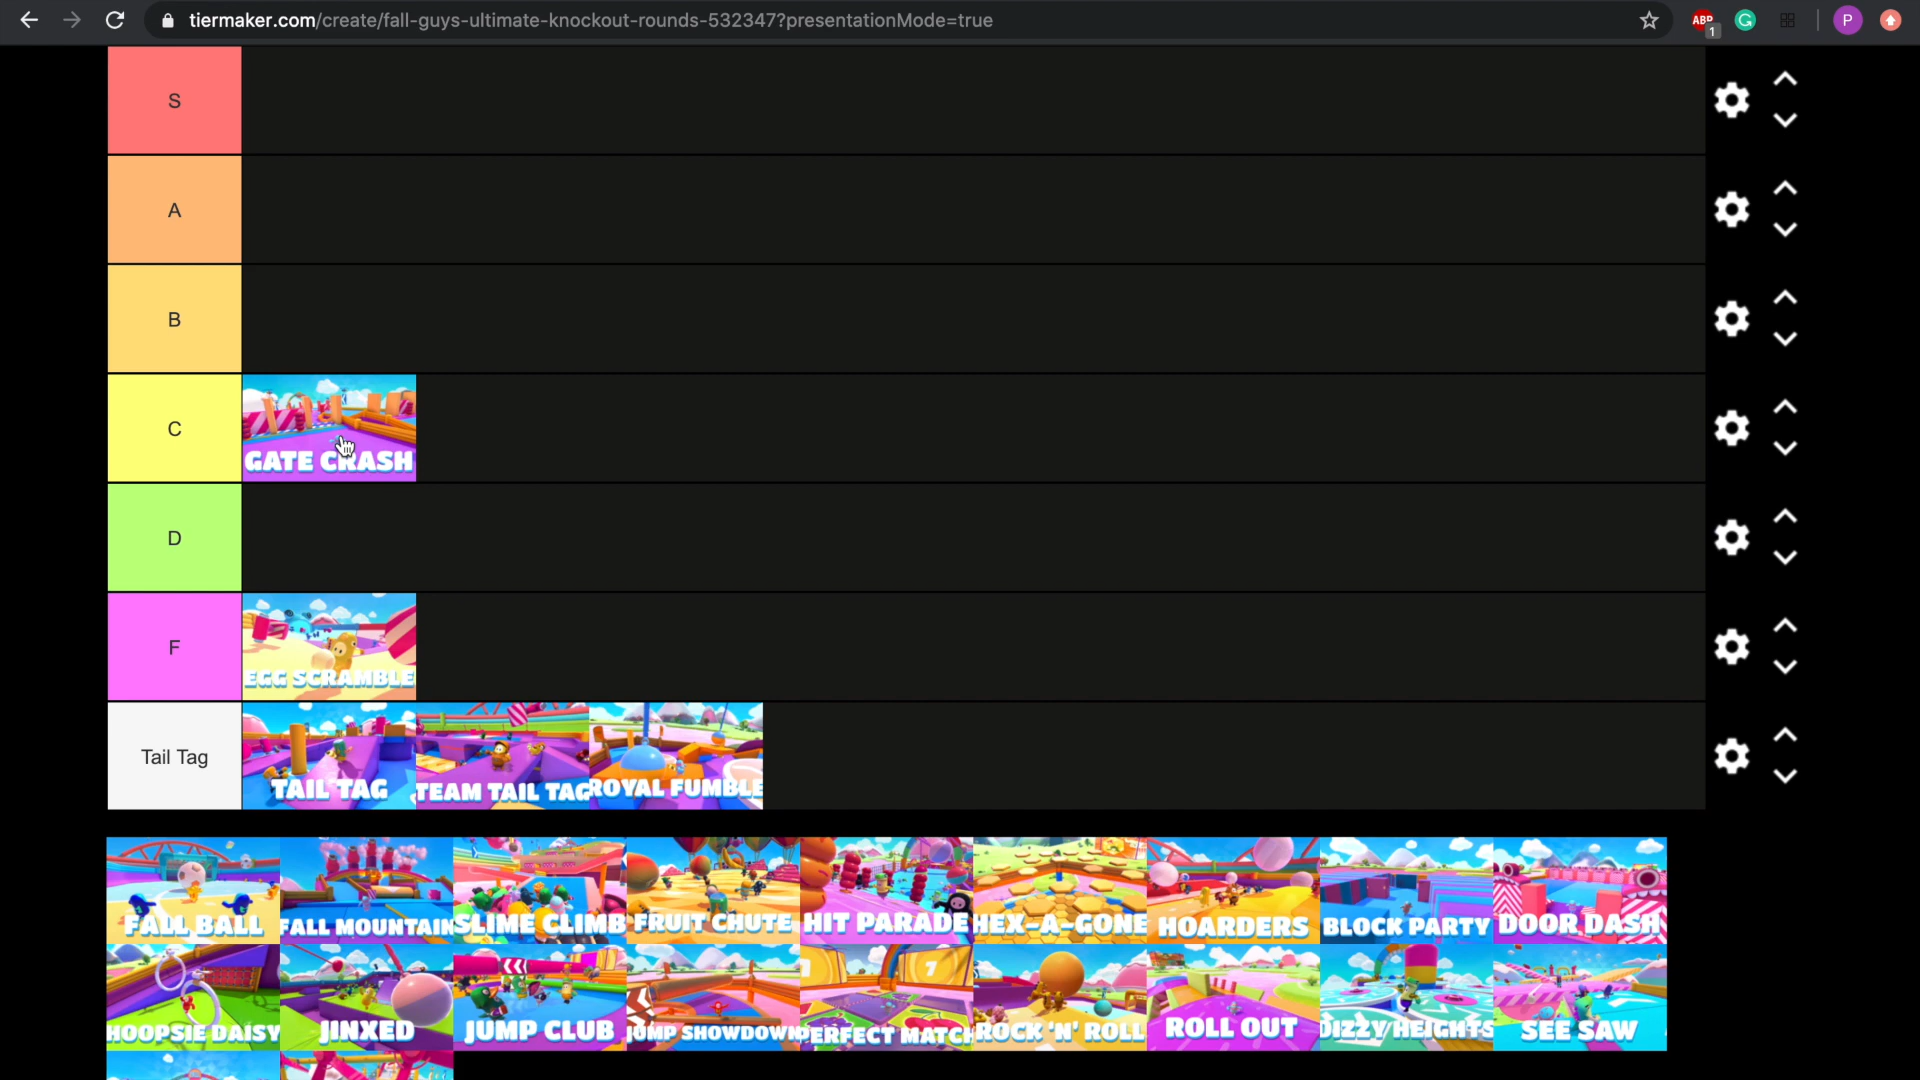 tiermaker.com/create/fall-guys-ultimate-knockout-rounds-532347?presentationMode=true
ABP
1
G
P
S
A
B
C
GATE CRASH
D
F
EGG SCRAMBLE
Tail Tag
TAIL TAG
TEAM TAIL TAG
ROYAL FUMBLE
FALL BALL
FALL MOUNTAIN
SLIME CLIMB
FRUIT CHUTE
HIT PARADE
HEX-A-GONE
HOARDERS
BLOCK PARTY
DOOR DASH
HOOPSIE DAISY
JINXED
JUMP CLUB
JUMP SHOWDOWN
7
PERFECT MATCH
ROCK 'N' ROLL
ROLL OUT
DIZZY HEIGHTS
SEE SAW